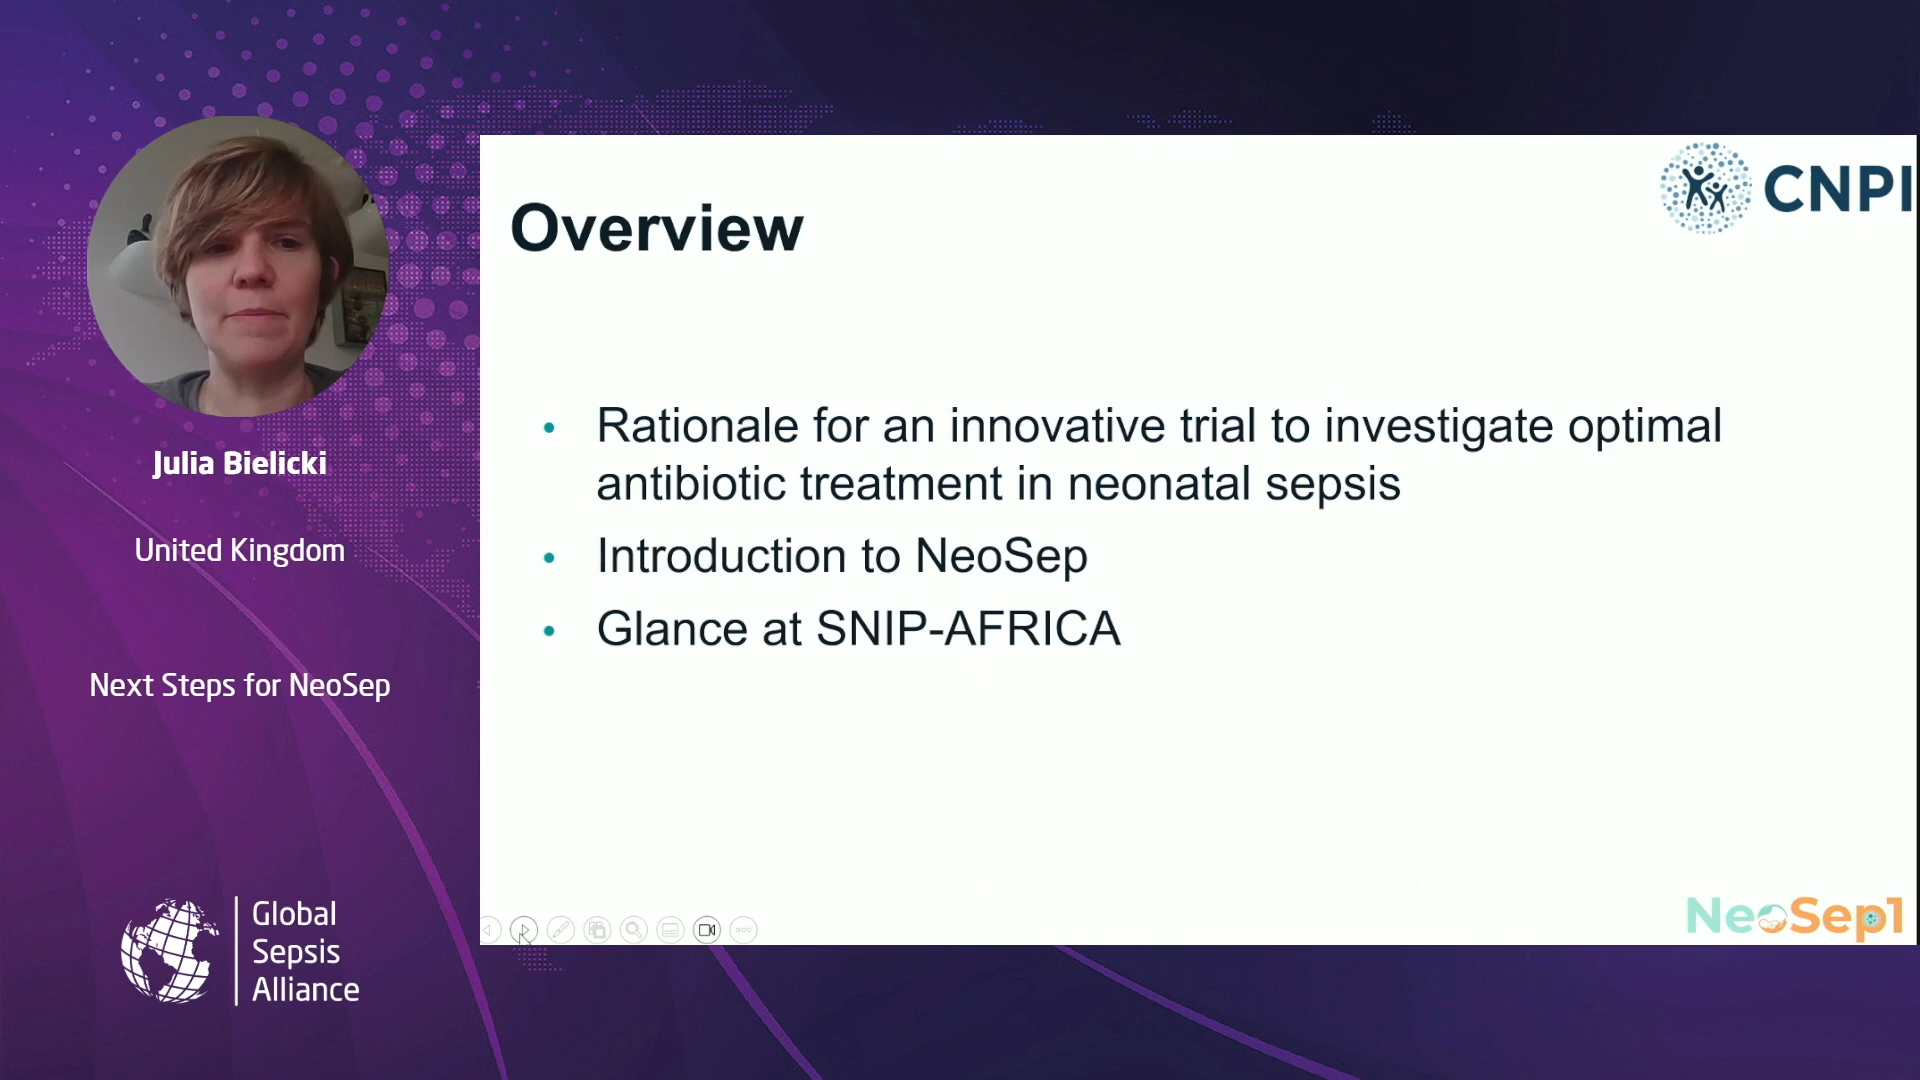 Julia Bielicki
United Kingdom
Next Steps for NeoSep
Global
Sepsis
Alliance
CNPI
Overview
• Rationale for an innovative trial to investigate optimal
antibiotic treatment in neonatal sepsis
• Introduction to NeoSep
• Glance at SNIP-AFRICA
NeoSep1